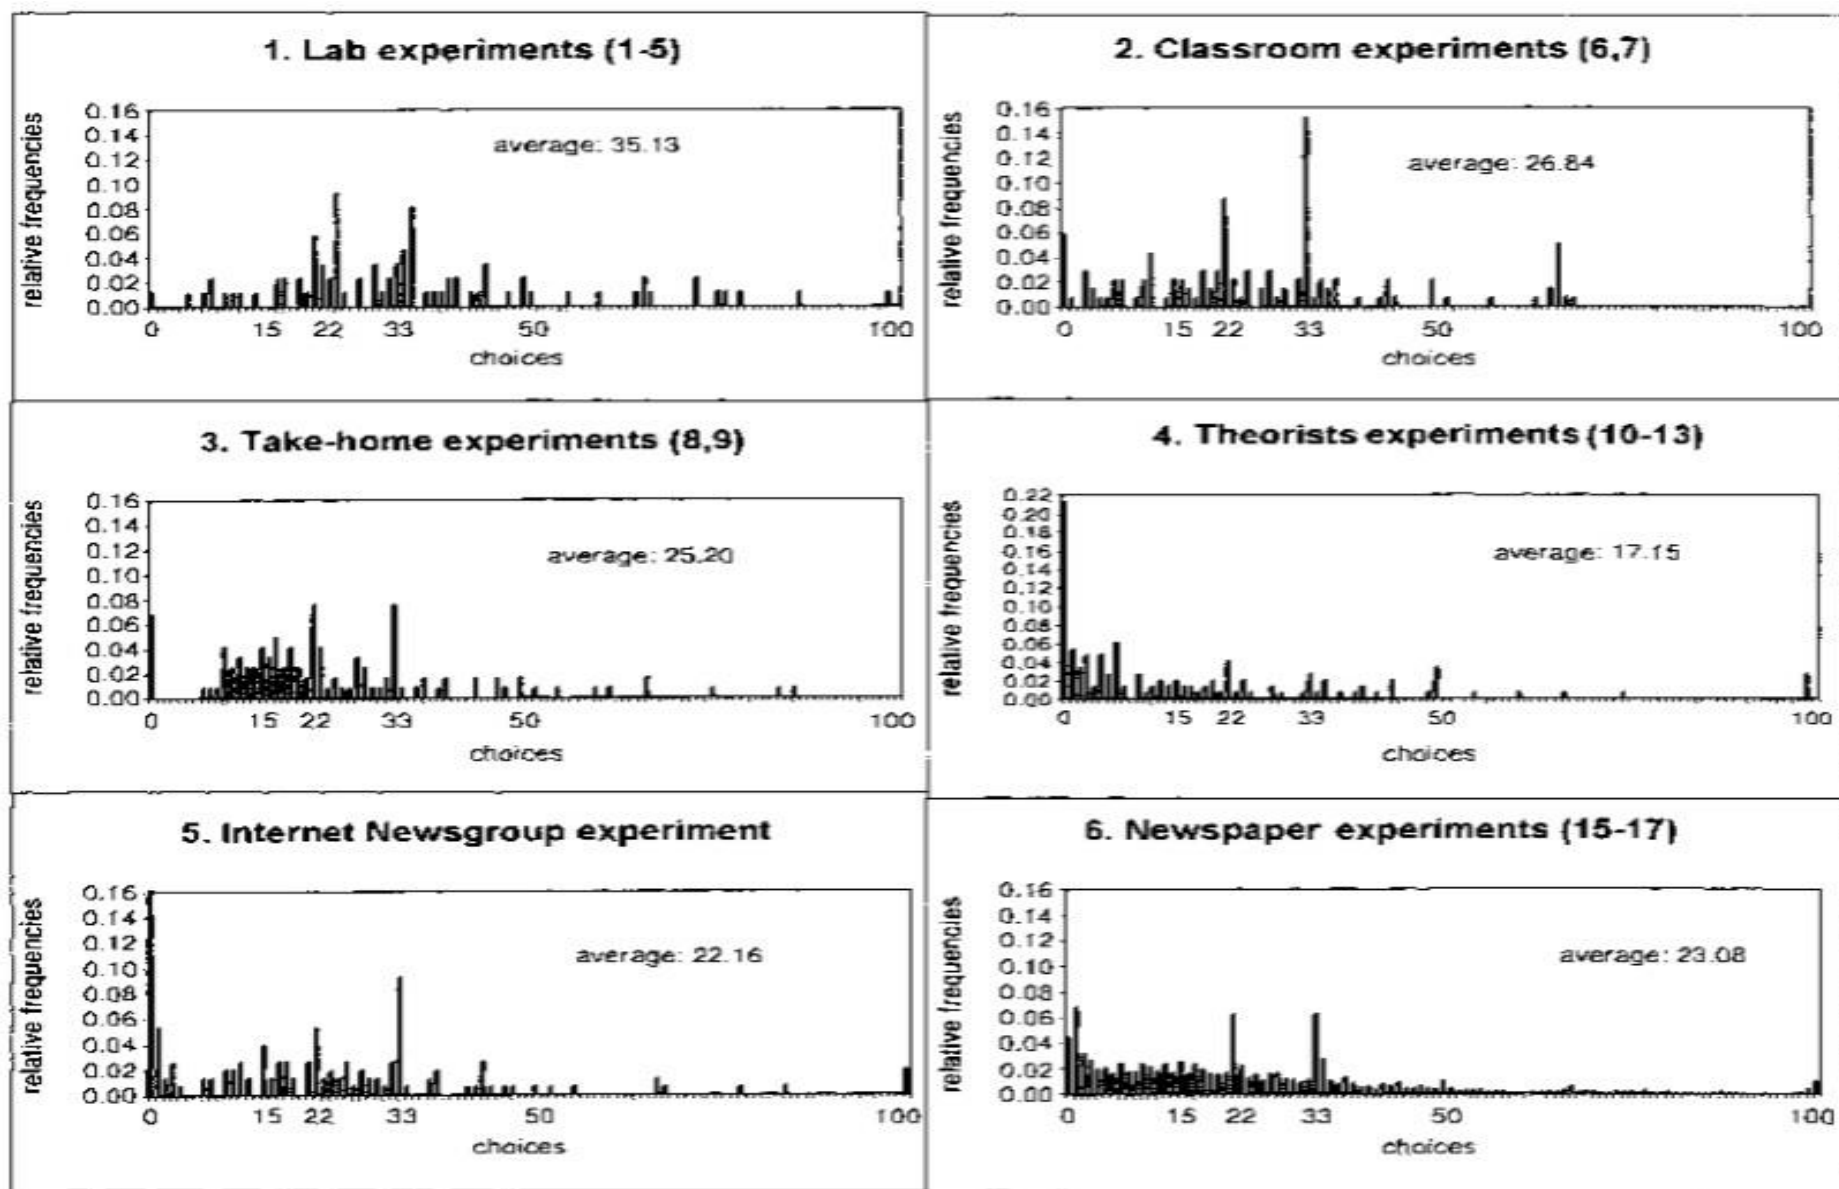 1. Lab experiments (1-5)
relative frequencies
0.16
0.14
0.12
0.10
0.08
0.06
0.04
0.02
0.00
average: 35.13
0 15 22 33 50 100
choices
2. Classroom experiments (6,7)
relative frequencies
0.16
0.14
0.12
0.10
0.08
0.06
0.04
0.02
0.00
average: 26.84
0 15 22 33 50 100
choices
3. Take-home experiments (8,9)
relative frequencies
0.16
0.14
0.12
0.10
0.08
0.06
0.04
0.02
0.00
average: 25.20
0 15 22 33 50 100
choices
4. Theorists experiments (10-13)
relative frequencies
0.22
0.20
0.18
0.16
0.14
0.12
0.10
0.08
0.06
0.04
0.02
0.00
average: 17.15
0 15 22 33 50 100
choices
5. Internet Newsgroup experiment
relative frequencies
0.16
0.14
0.12
0.10
0.08
0.06
0.04
0.02
0.00
average: 22.16
0 15 22 33 50 100
choices
6. Newspaper experiments (15-17)
relative frequencies
0.16
0.14
0.12
0.10
0.08
0.06
0.04
0.02
0.00
average: 23.08
0 15 22 33 50 100
choices